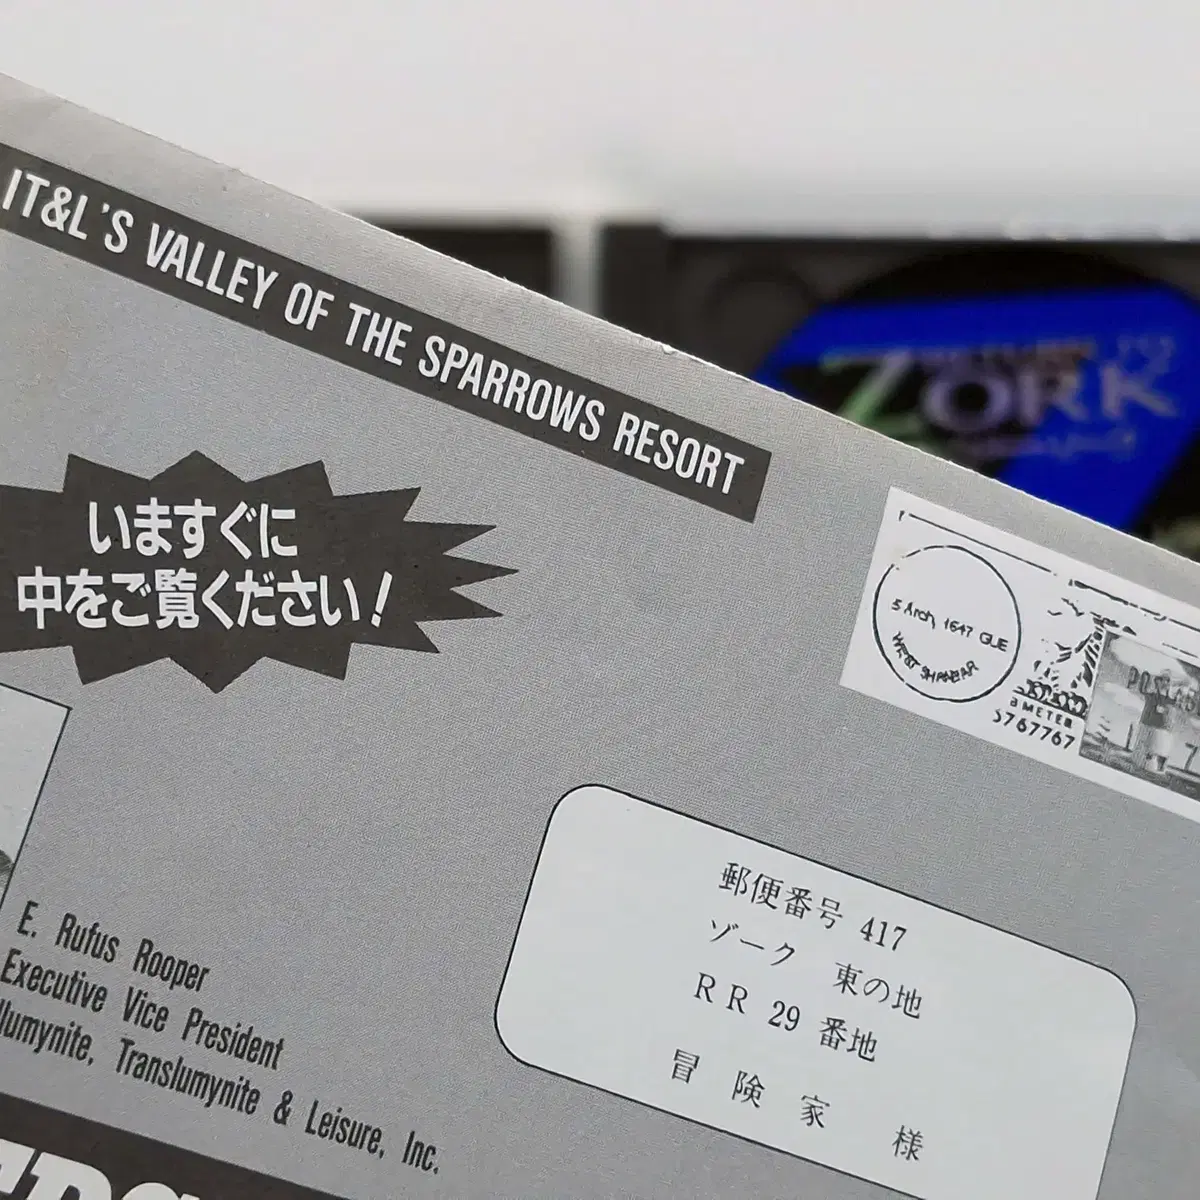 IT&L'S VALLEY OF THE SPARROWS RESORT
ZORK
いますぐに
中をご覧ください!
5 Arch, 1647 GUE
WEST SHANBAR
METER
767767
郵便番号 417
ゾーク 東の地
RR 29 番地
冒険家 様
E. Rufus Rooper
Executive Vice President
llumynite, Translumynite & Leisure, Inc.